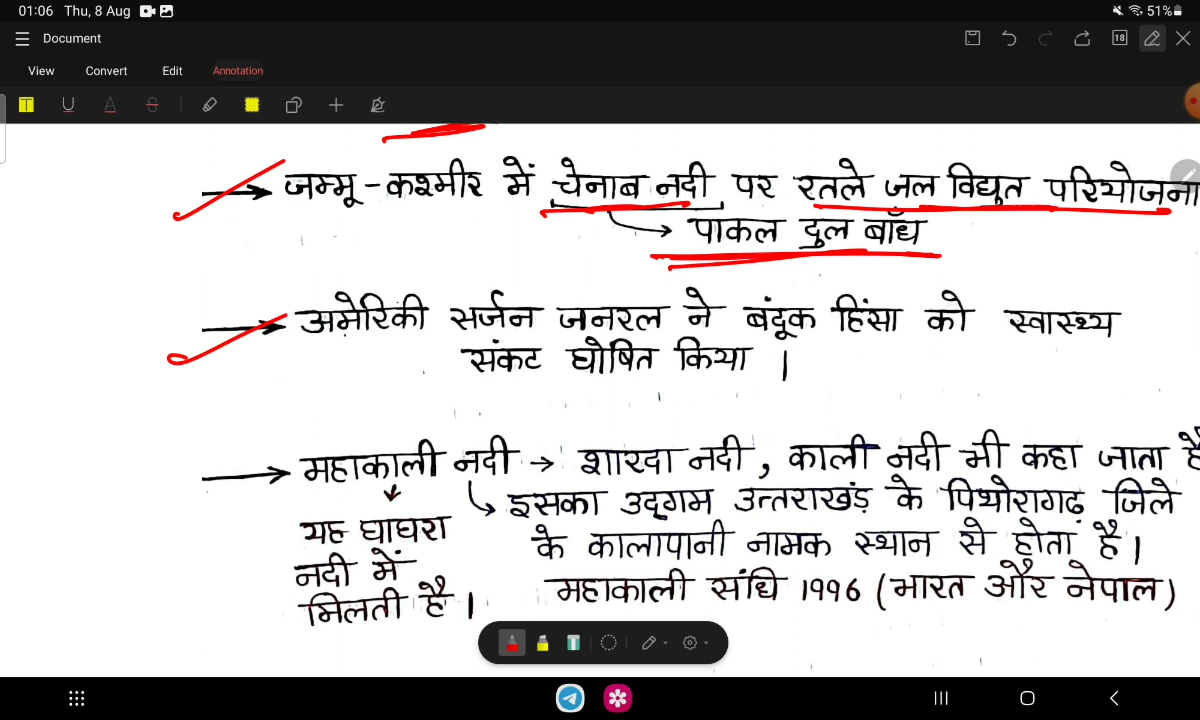 01:06 Thu, 8 Aug 51%
Document 18
View Convert Edit Annotation
T U A S
जम्मू-कश्मीर में चेनाब नदी पर रतले जल विद्युत परियोजना
पाकल दुल बाँध
अमेरिकी सर्जन जनरल ने बंदूक हिंसा को स्वास्थ्य
संकट घोषित किया।
महाकाली नदी → शारदा नदी, काली नदी भी कहा जाता है
इसका उद्गम उत्तराखंड के पिथोरागढ़ जिले
के कालापानी नामक स्थान से होता है।
महाकाली संधि 1996 (भारत और नेपाल)
यह घाघरा
नदी में
मिलती है।